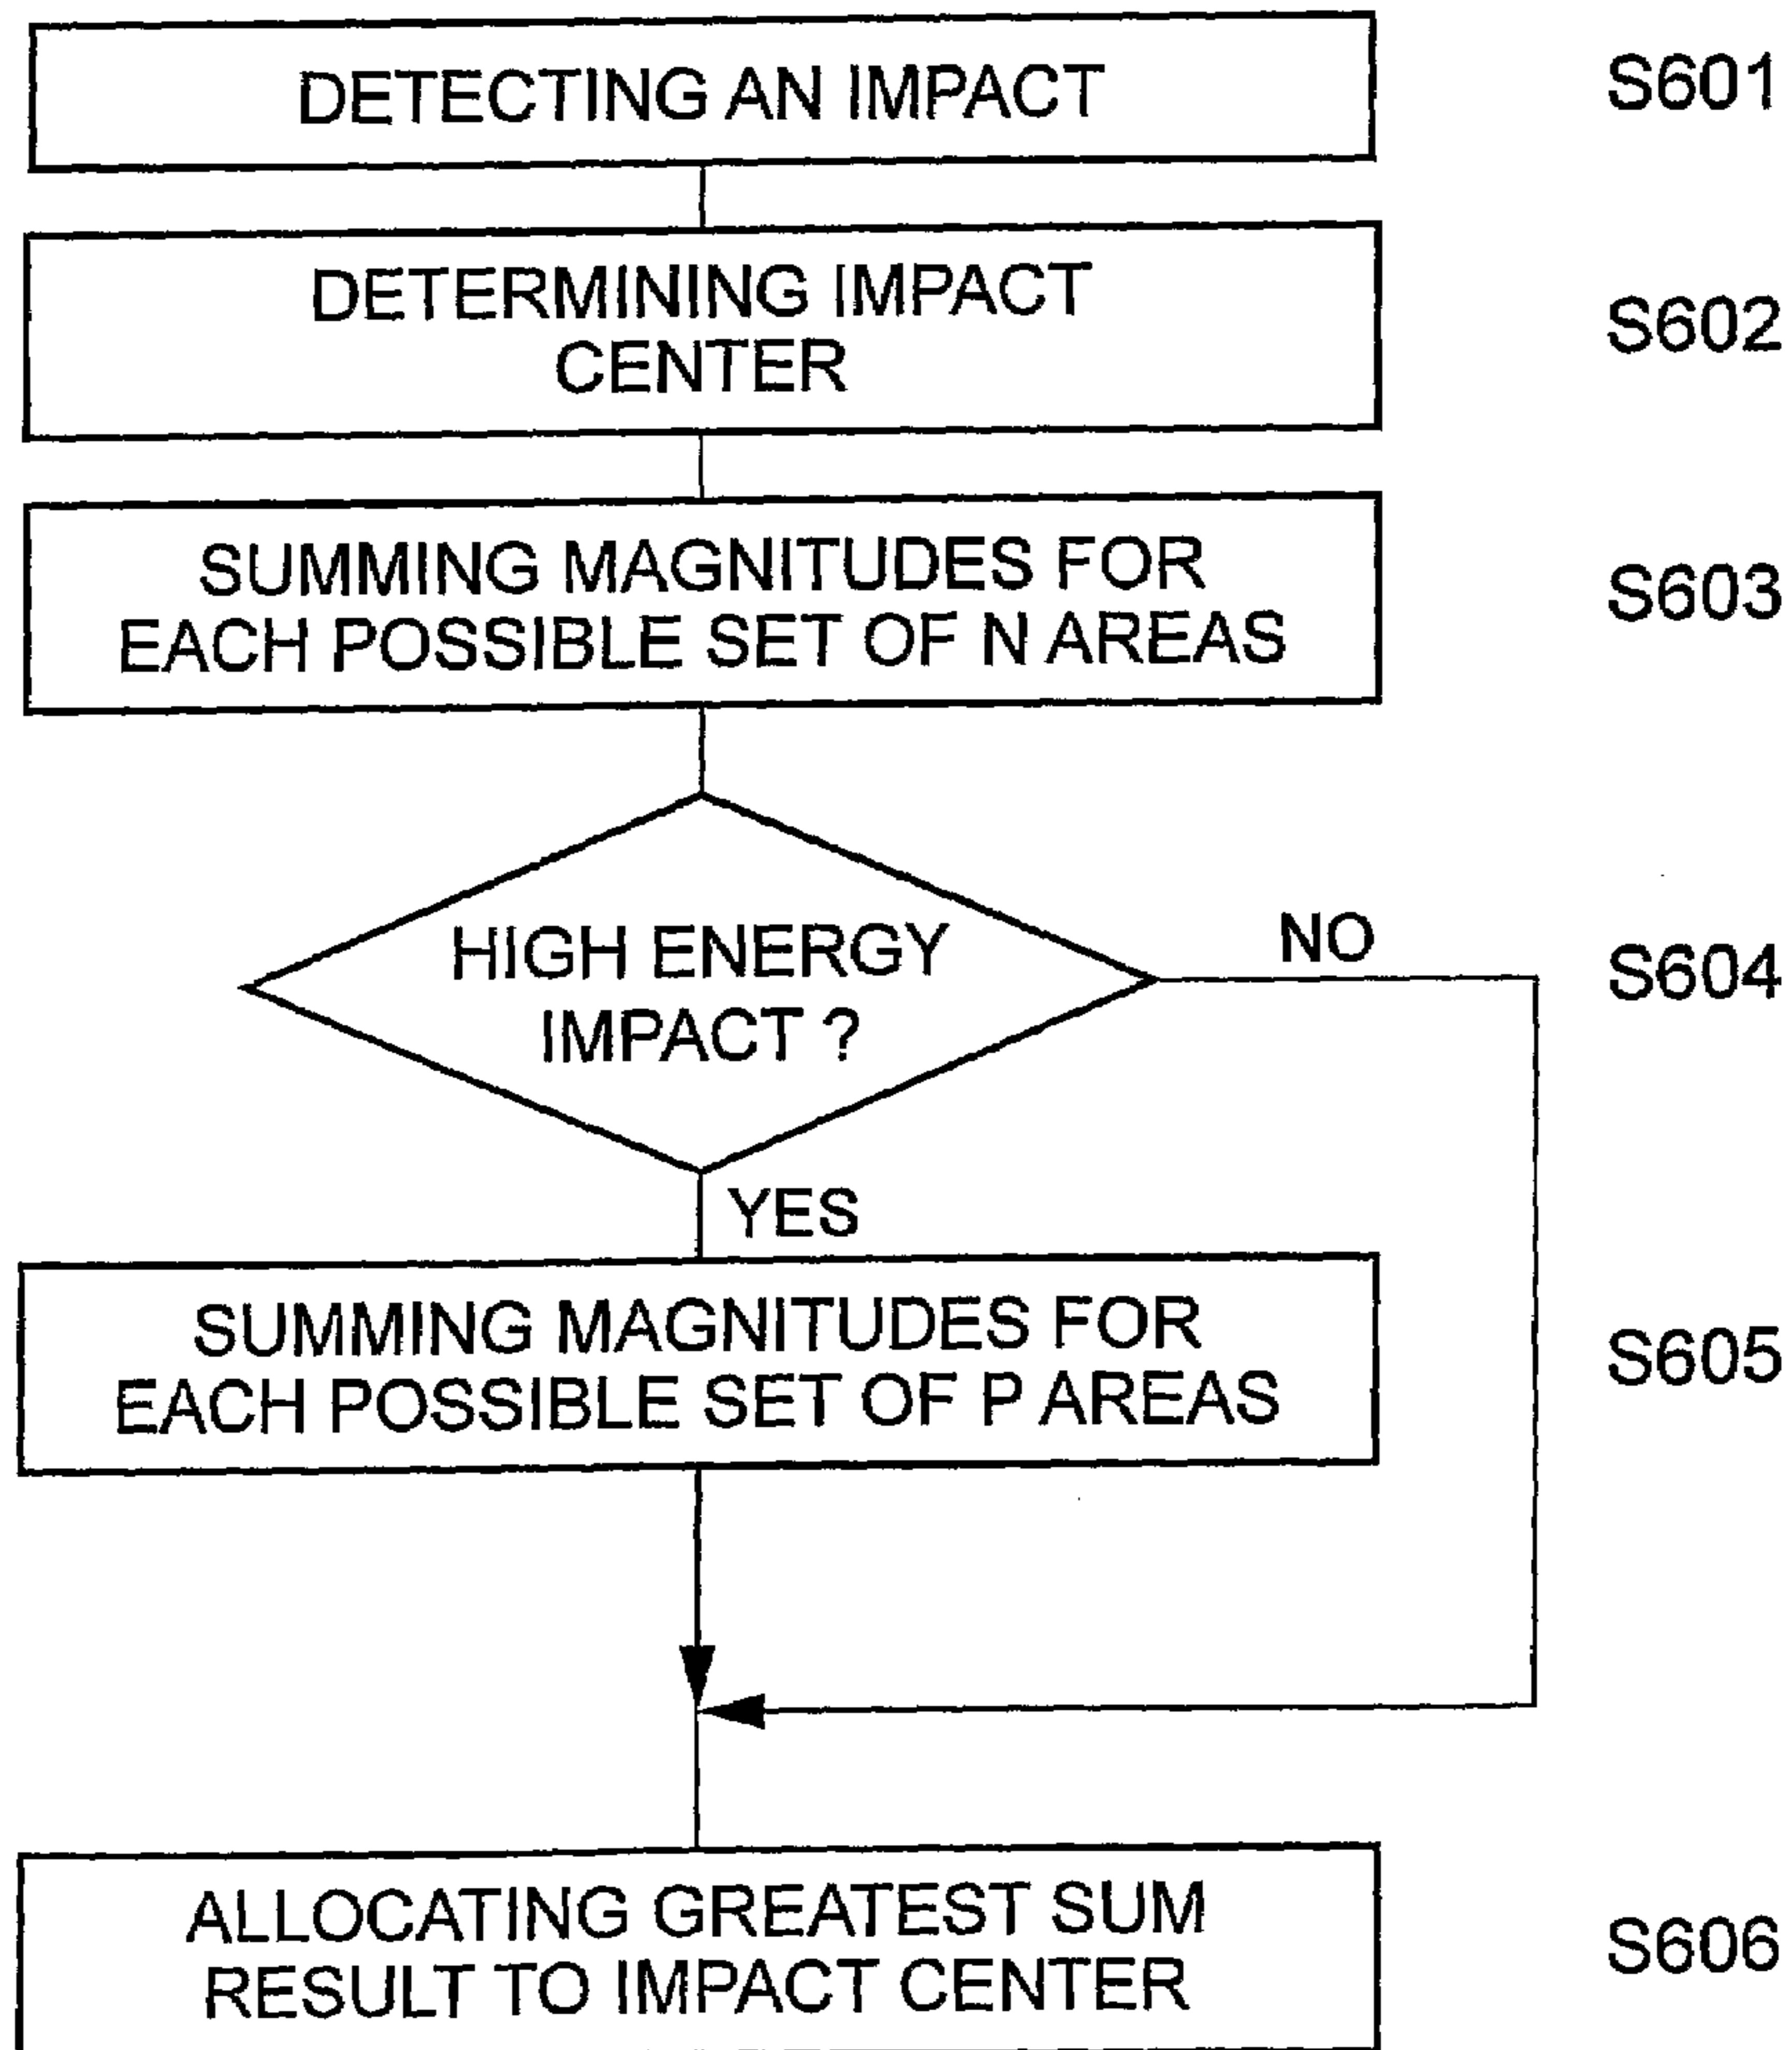 DETECTING AN IMPACT
S601
DETERMINING IMPACT
CENTER
S602
SUMMING MAGNITUDES FOR
EACH POSSIBLE SET OF N AREAS
S603
HIGH ENERGY
IMPACT ?
NO
S604
YES
SUMMING MAGNITUDES FOR
EACH POSSIBLE SET OF P AREAS
S605
ALLOCATING GREATEST SUM
RESULT TO IMPACT CENTER
S606